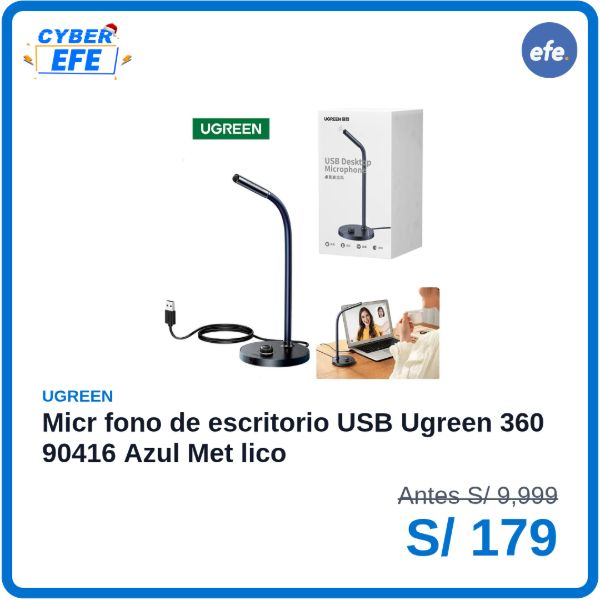 CYBER
EFE
efe.
UGREEN
UGREEN
USB Desktop
Microphone
UGREEN
Micr fono de escritorio USB Ugreen 360
90416 Azul Met lico
Antes S/ 9,999
S/ 179